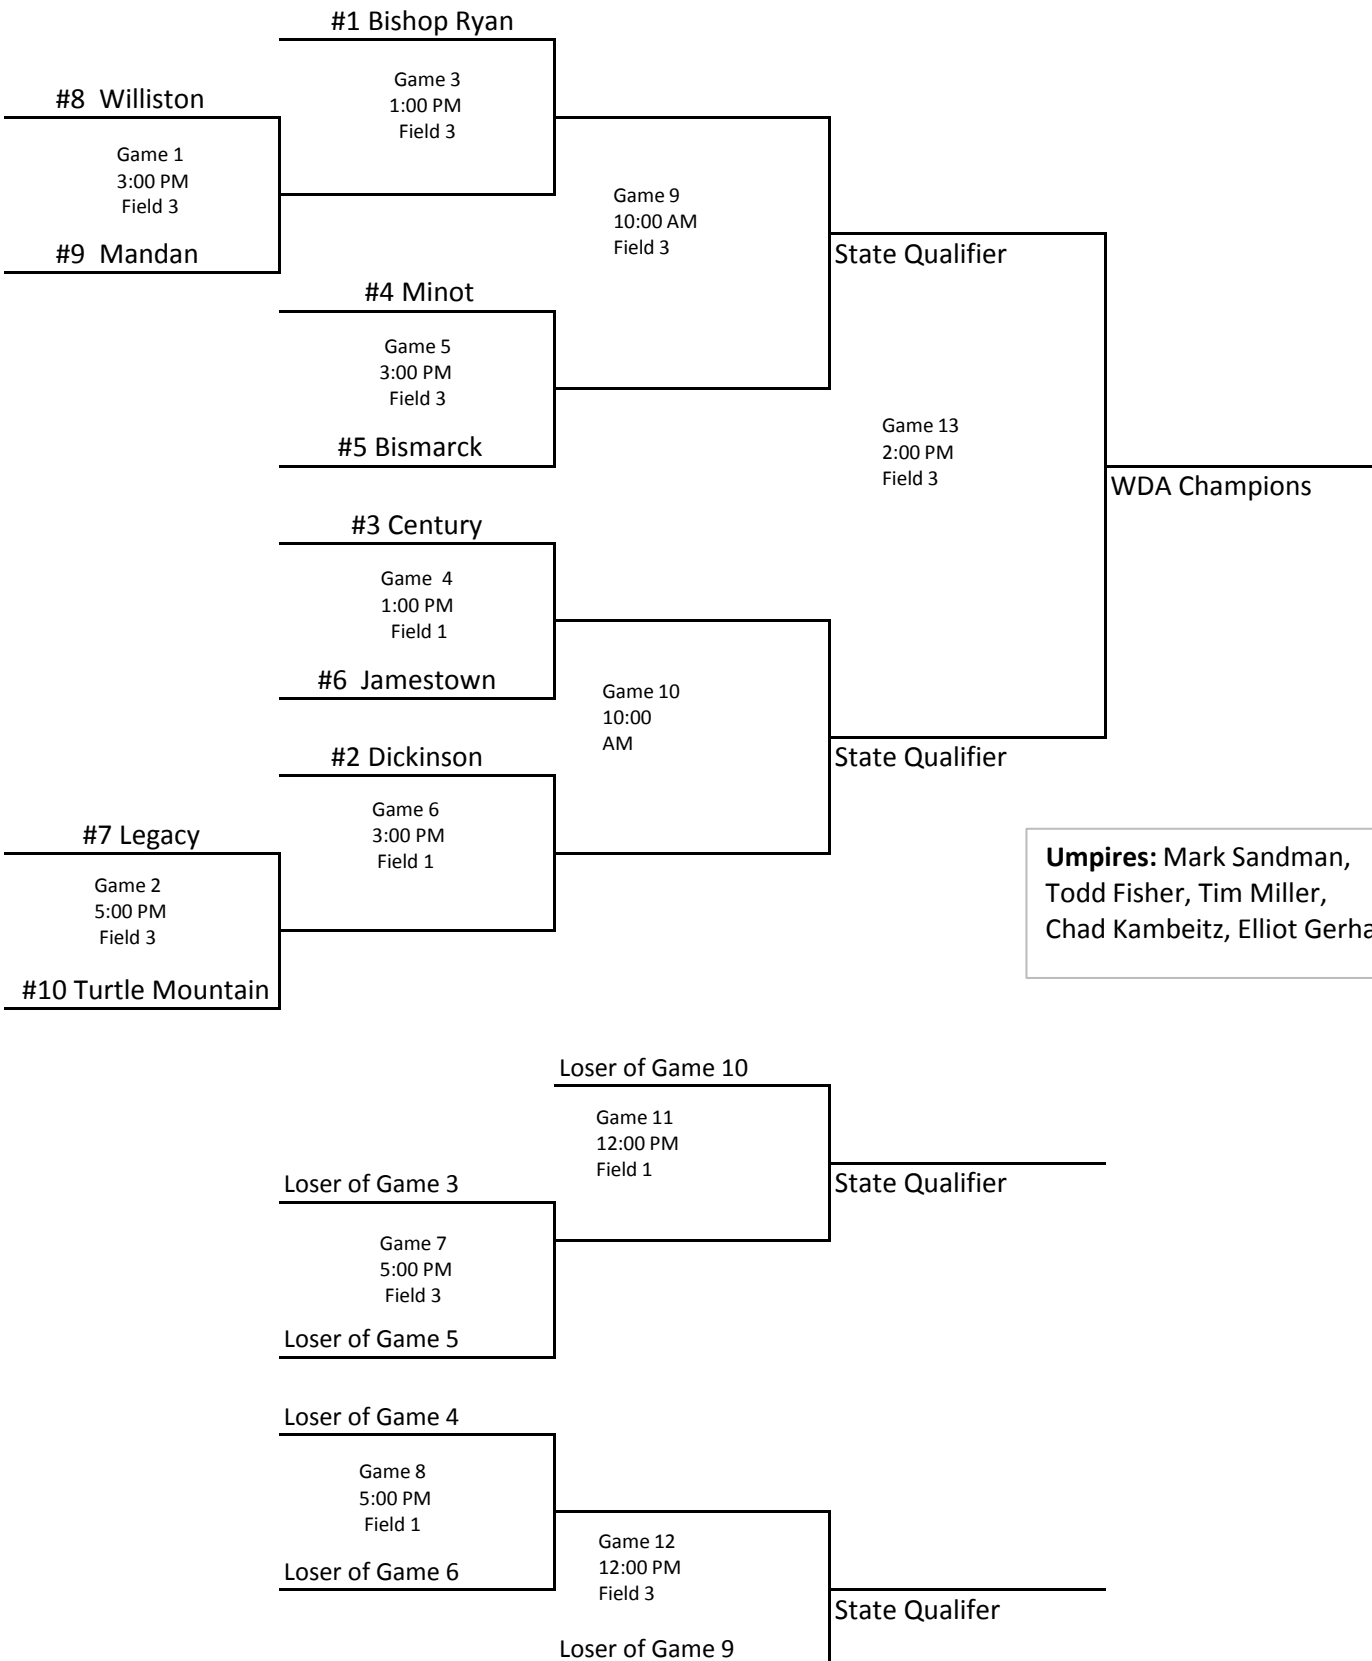 #1 Bishop Ryan
Game 3
1:00 PM
Field 3
#8  Williston
Game 1
3:00 PM
Field 3
#9  Mandan
Game 9
10:00 AM
Field 3
State Qualifier
#4 Minot
Game 5
3:00 PM
Field 3
#5 Bismarck
Game 13
2:00 PM
Field 3
WDA Champions
#3 Century
Game  4
1:00 PM
Field 1
#6  Jamestown
Game 10
10:00
AM
State Qualifier
#2 Dickinson
Game 6
3:00 PM
Field 1
#7 Legacy
Game 2
5:00 PM
Field 3
#10 Turtle Mountain
Umpires: Mark Sandman,
Todd Fisher, Tim Miller,
Chad Kambeitz, Elliot
Loser of Game 10
Game 11
12:00 PM
Field 1
State Qualifier
Loser of Game 3
Game 7
5:00 PM
Field 3
Loser of Game 5
Loser of Game 4
Game 8
5:00 PM
Field 1
Loser of Game 6
Game 12
12:00 PM
Field 3
State Qualifer
Loser of Game 9